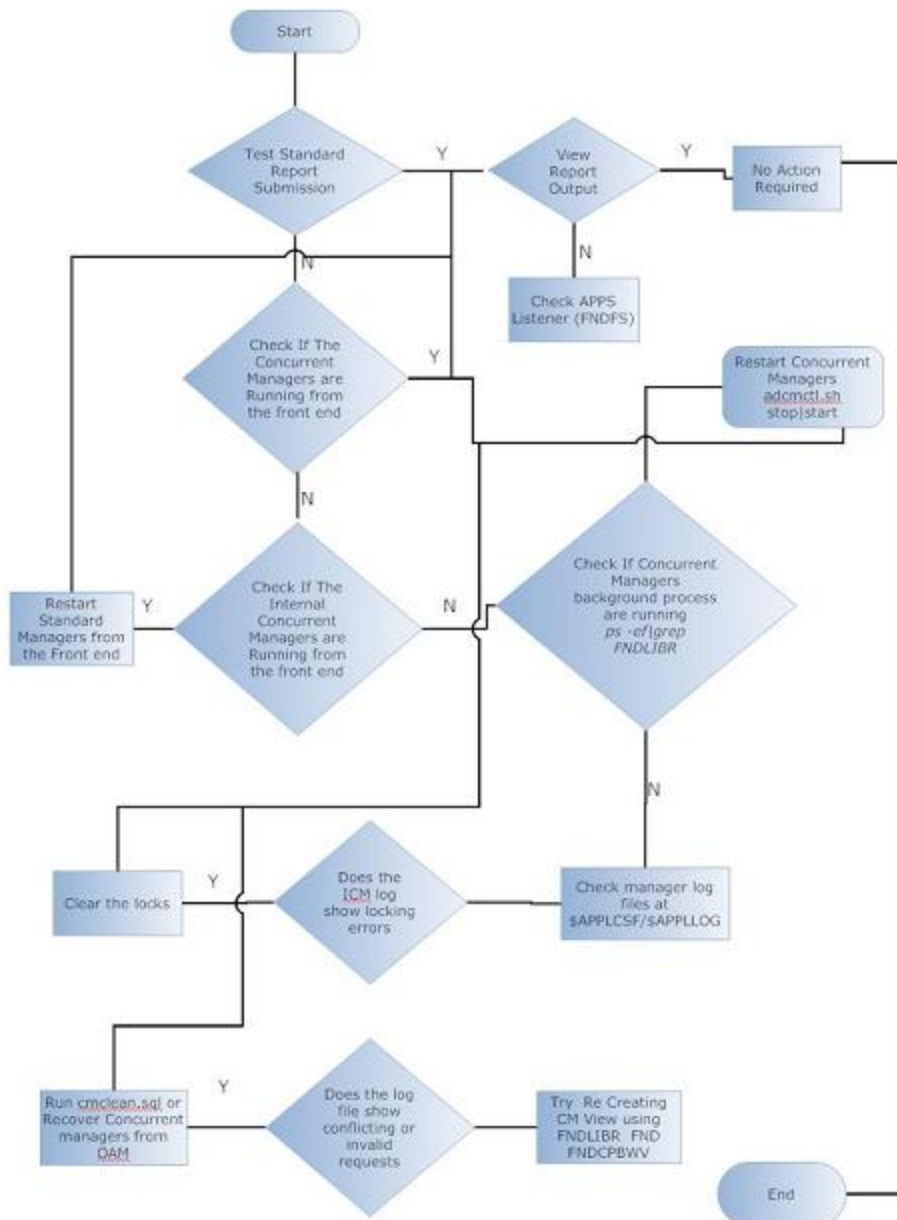 Start
Test Standard
Report
Submission
Y
View
Report
Output
Y
No Action
Required
N
N
Check APPS
Listener (FNDFS)
Check If The
Concurrent
Managers are
Running from
the front end
Y
Restart Concurrent
Managers
adcmctl.sh
stop|start
N
Check If Concurrent
Managers
background process
are running
ps -ef|grep
FNDLIBR
Restart
Standard
Managers from
the Front end
Y
Check If The
Internal
Concurrent
Managers are
Running from
the front end
N
N
Clear the locks
Y
Does the
ICM log
show locking
errors
Check manager log
files at
$APPLCSF/$APPLLOG
Run cmclean.sql or
Recover Concurrent
managers from
OAM
Y
Does the log
file show
conflicting or
invalid
requests
Try Re Creating
CM View using
FNDLIBR FND
FNDCPBWV
End